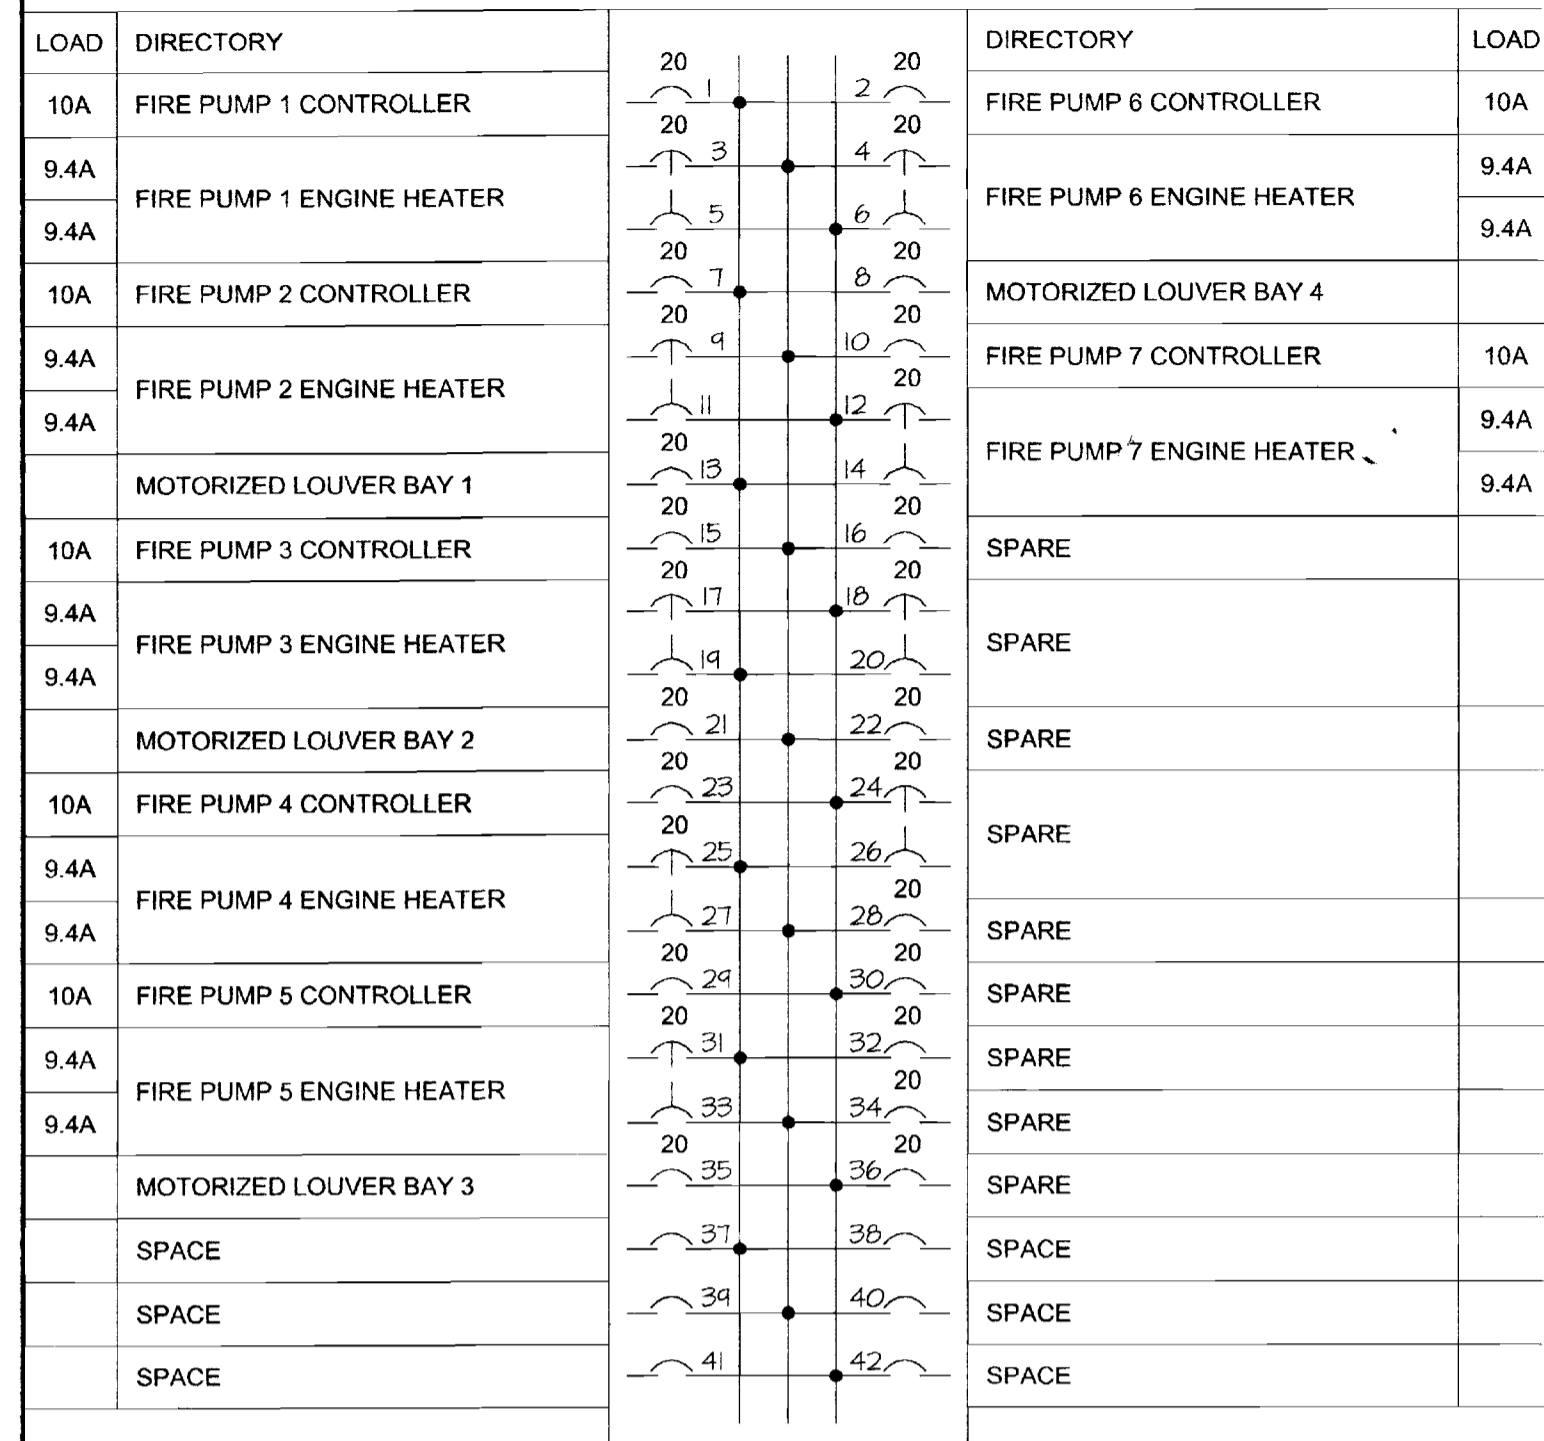 LOAD DIRECTORY DIRECTORY LOAD
20 20
10A FIRE PUMP 1 CONTROLLER 1 2 FIRE PUMP 6 CONTROLLER 10A
20 20
9.4A 3 4 9.4A
FIRE PUMP 1 ENGINE HEATER FIRE PUMP 6 ENGINE HEATER
9.4A 5 6 9.4A
20 20
10A FIRE PUMP 2 CONTROLLER 7 8 MOTORIZED LOUVER BAY 4
20 20
9.4A 9 10 FIRE PUMP 7 CONTROLLER 10A
FIRE PUMP 2 ENGINE HEATER 20
9.4A 11 12 9.4A
20 FIRE PUMP 7 ENGINE HEATER
MOTORIZED LOUVER BAY 1 13 14 9.4A
20 20
10A FIRE PUMP 3 CONTROLLER 15 16 SPARE
20 20
9.4A 17 18
FIRE PUMP 3 ENGINE HEATER SPARE
9.4A 19 20
20 20
MOTORIZED LOUVER BAY 2 21 22 SPARE
20 20
10A FIRE PUMP 4 CONTROLLER 23 24
20 SPARE
9.4A 25 26
FIRE PUMP 4 ENGINE HEATER 20
9.4A 27 28 SPARE
20 20
10A FIRE PUMP 5 CONTROLLER 29 30 SPARE
20 20
9.4A 31 32 SPARE
FIRE PUMP 5 ENGINE HEATER 20
9.4A 33 34 SPARE
20 20
MOTORIZED LOUVER BAY 3 35 36 SPARE
SPACE 37 38 SPACE
SPACE 39 40 SPACE
SPACE 41 42 SPACE